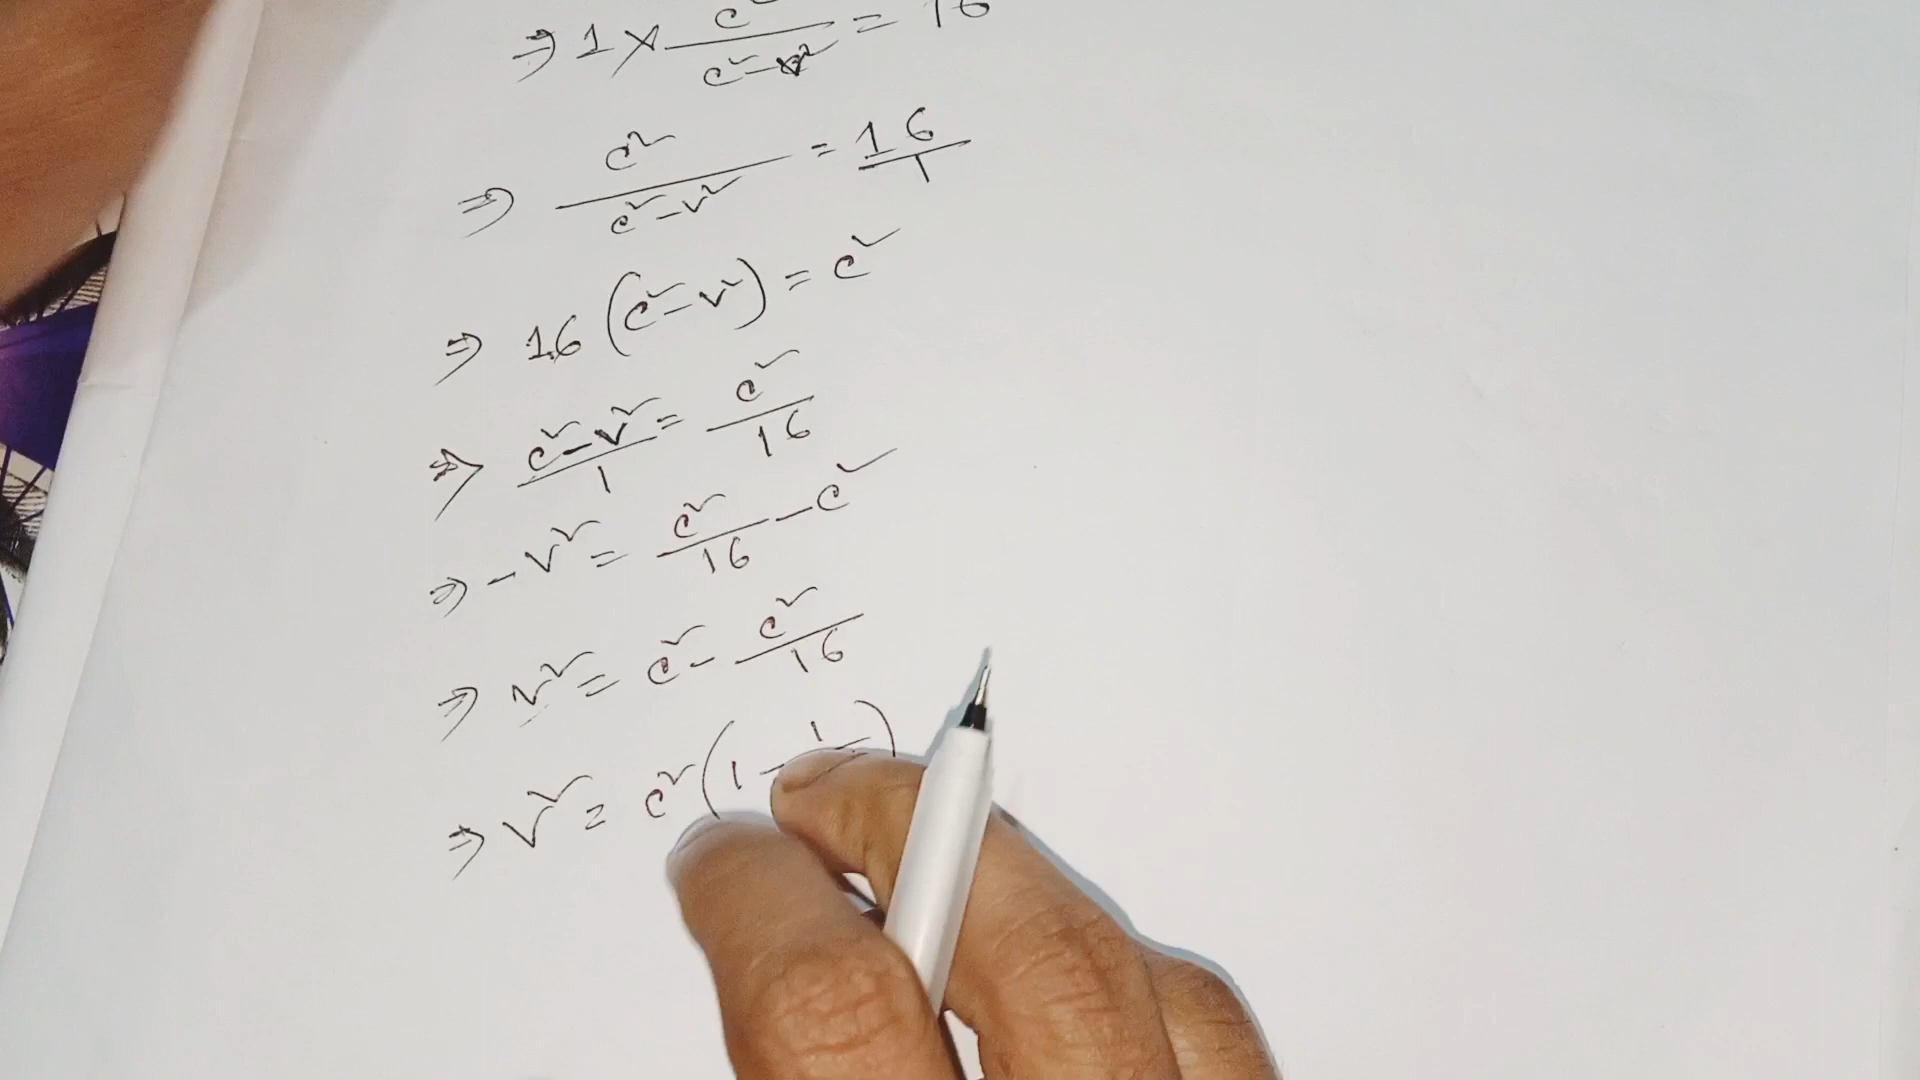 ⇒ 1 × c²/(c²-v²) = 16
⇒ c²/(c²-v²) = 16/1
⇒ 16(c²-v²) = c²
⇒ (c²-v²)/1 = c²/16
⇒ -v² = c²/16 - c²
⇒ v² = c² - c²/16
⇒ v² = c²(1 - 1/ )